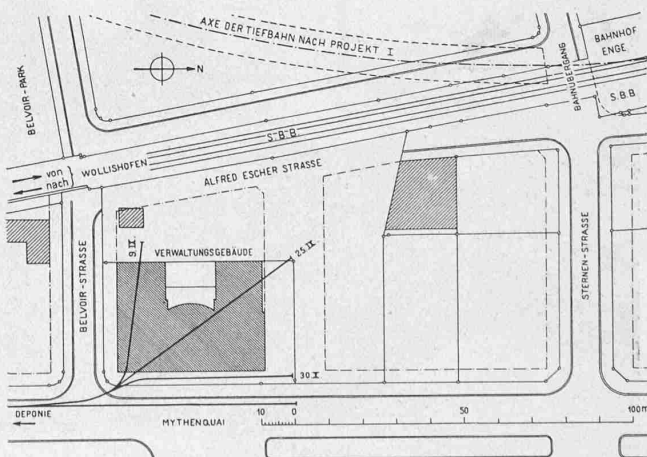 AXE DER TIEFBAHN NACH PROJEKT I
BAHNHOF
ENGE
BELVOIR-PARK
N
BAHNÜBERGANG
S.B.B.
S.B.B.
von
nach
WOLLISHOFEN
ALFRED ESCHER STRASSE
9. IX.
VERWALTUNGSGEBÄUDE
25. IX
BELVOIR-STRASSE
STERNEN-STRASSE
30 X
DEPONIE
MYTHENQUAI
10 0 50 100m